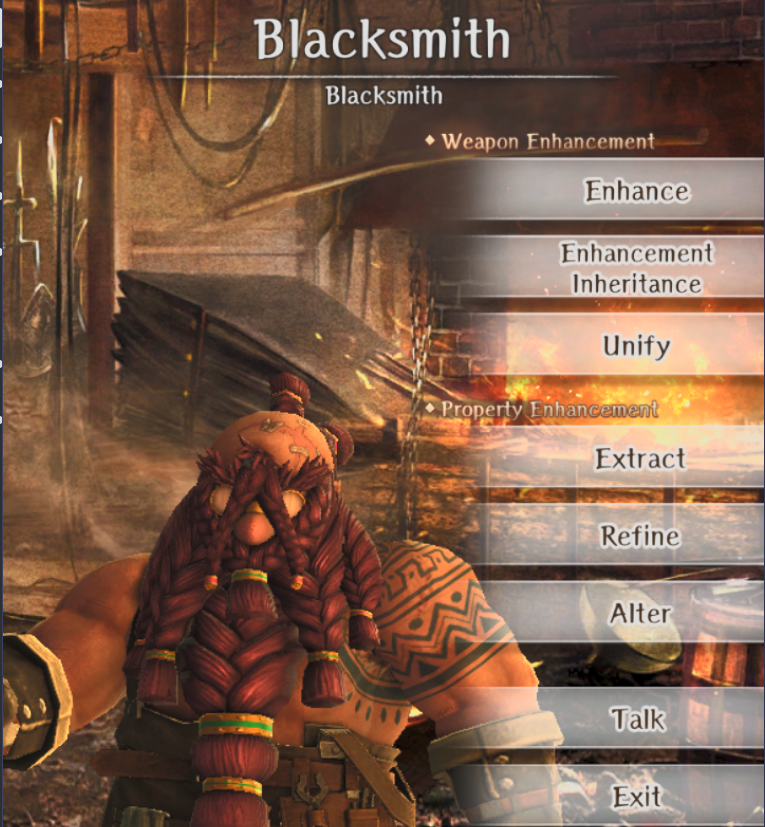 Blacksmith
Blacksmith
Weapon Enhancement
Enhance
Enhancement
Inheritance
Unify
Property Enhancement
Extract
Refine
Alter
Talk
Exit